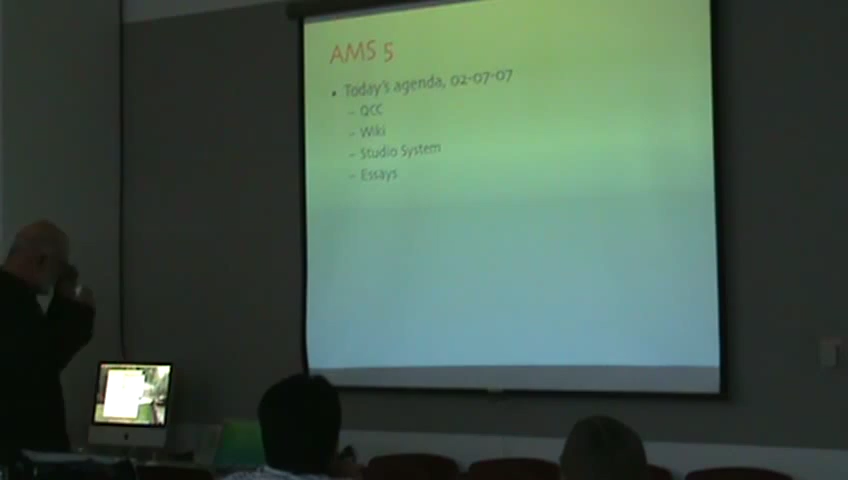 AMS 5
• Today's agenda, 02-07-07
– QCC
– Wiki
– Studio System
– Essays